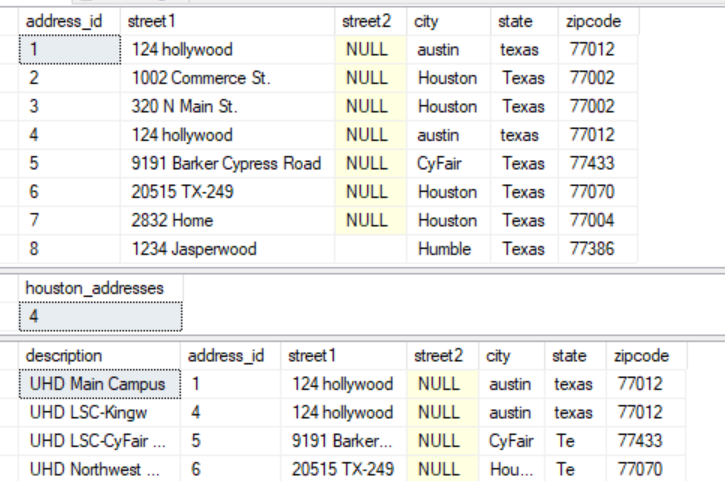 address_id street1 street2 city state zipcode
1 124 hollywood NULL austin texas 77012
2 1002 Commerce St. NULL Houston Texas 77002
3 320 N Main St. NULL Houston Texas 77002
4 124 hollywood NULL austin texas 77012
5 9191 Barker Cypress Road NULL CyFair Texas 77433
6 20515 TX-249 NULL Houston Texas 77070
7 2832 Home NULL Houston Texas 77004
8 1234 Jasperwood Humble Texas 77386
houston_addresses
4
description address_id street1 street2 city state zipcode
UHD Main Campus 1 124 hollywood NULL austin texas 77012
UHD LSC-Kingw 4 124 hollywood NULL austin texas 77012
UHD LSC-CyFair ... 5 9191 Barker... NULL CyFair Te 77433
UHD Northwest ... 6 20515 TX-249 NULL Hou... Te 77070